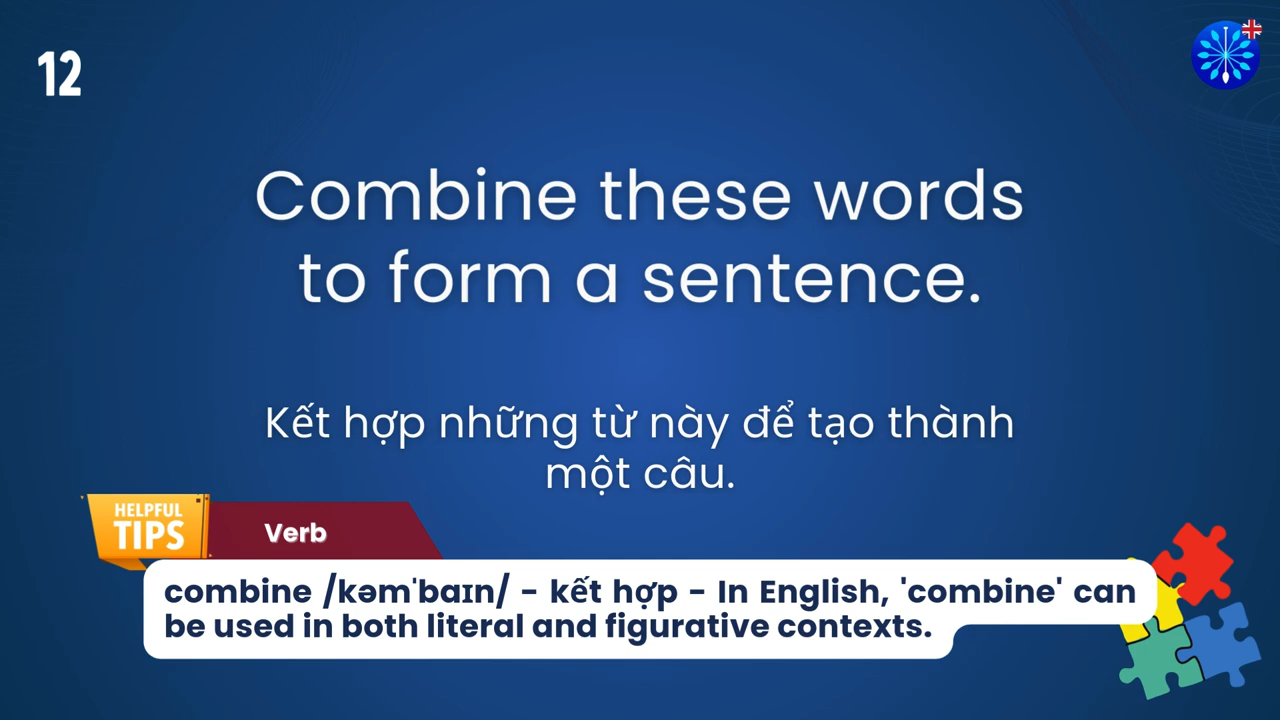 12
Combine these words
to form a sentence.
Kết hợp những từ này để tạo thành
một câu.
HELPFUL
TIPS
Verb
combine /kəmˈbaɪn/ - kết hợp - In English, 'combine' can
be used in both literal and figurative contexts.